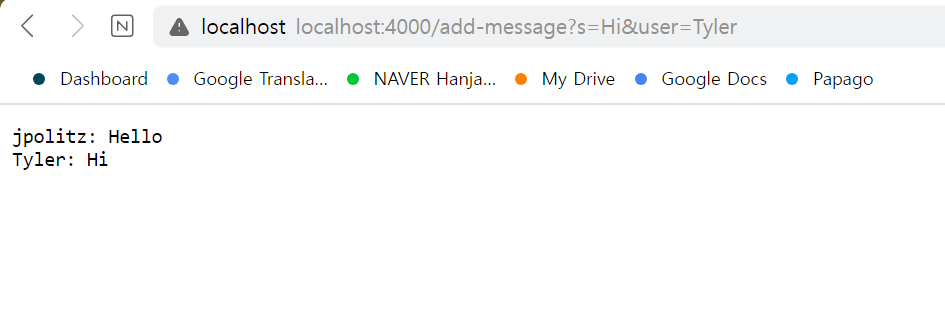 N
localhost localhost:4000/add-message?s=Hi&user=Tyler
Dashboard Google Transla... NAVER Hanja... My Drive Google Docs Papago
jpolitz: Hello
Tyler: Hi